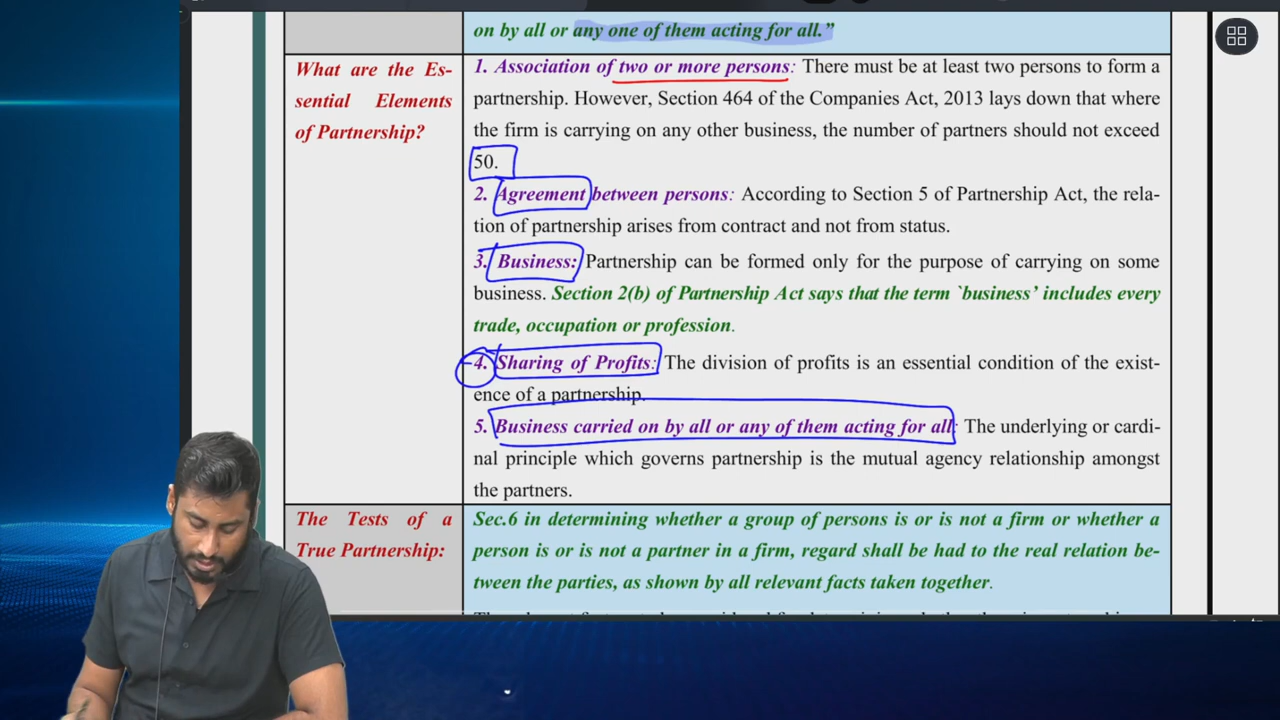 on by all or any one of them acting for all.”
What are the Es-
sential Elements
of Partnership?
1. Association of two or more persons: There must be at least two persons to form a
partnership. However, Section 464 of the Companies Act, 2013 lays down that where
the firm is carrying on any other business, the number of partners should not exceed
50.
2. Agreement between persons: According to Section 5 of Partnership Act, the rela-
tion of partnership arises from contract and not from status.
3. Business: Partnership can be formed only for the purpose of carrying on some
business. Section 2(b) of Partnership Act says that the term `business’ includes every
trade, occupation or profession.
4. Sharing of Profits: The division of profits is an essential condition of the exist-
ence of a partnership.
5. Business carried on by all or any of them acting for all: The underlying or cardi-
nal principle which governs partnership is the mutual agency relationship amongst
the partners.
The Tests of a
True Partnership:
Sec.6 in determining whether a group of persons is or is not a firm or whether a
person is or is not a partner in a firm, regard shall be had to the real relation be-
tween the parties, as shown by all relevant facts taken together.